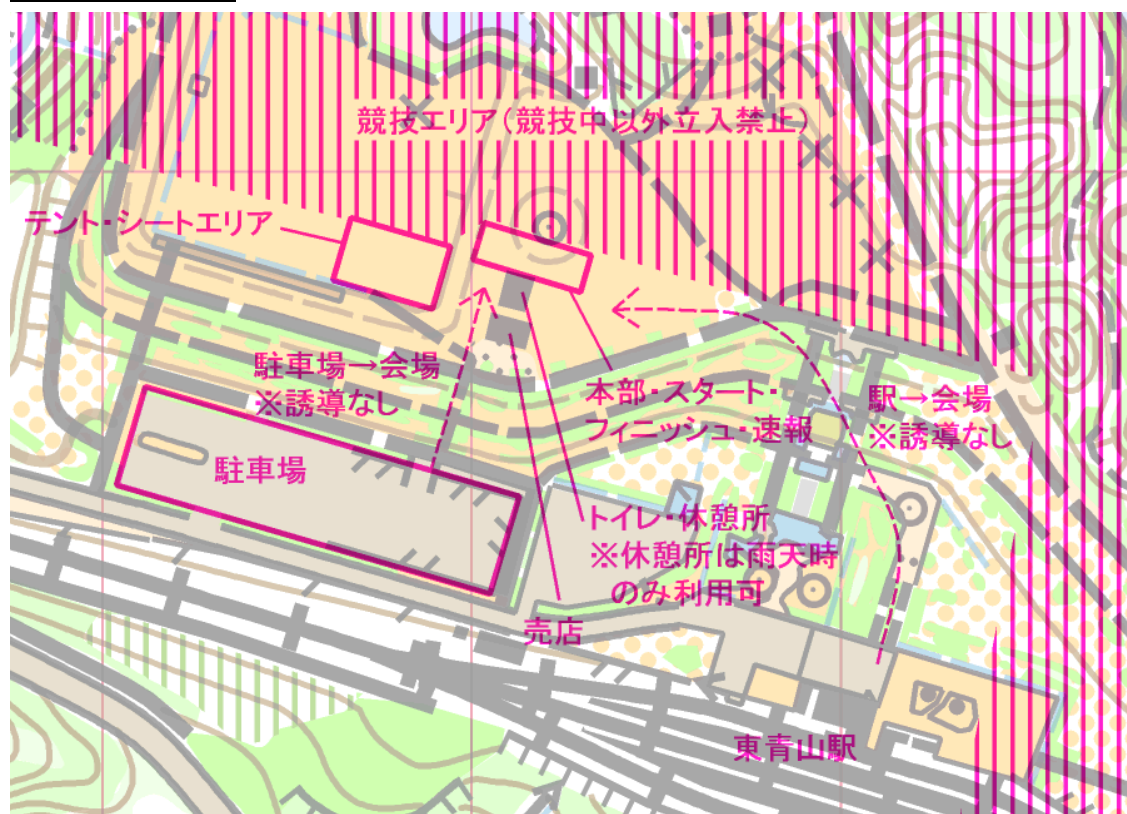 競技エリア(競技中以外立入禁止)
テント・シートエリア
駐車場→会場
※誘導なし
本部・スタート・
フィニッシュ・速報
駅→会場
※誘導なし
駐車場
トイレ・休憩所
※休憩所は雨天時
のみ利用可
売店
東青山駅